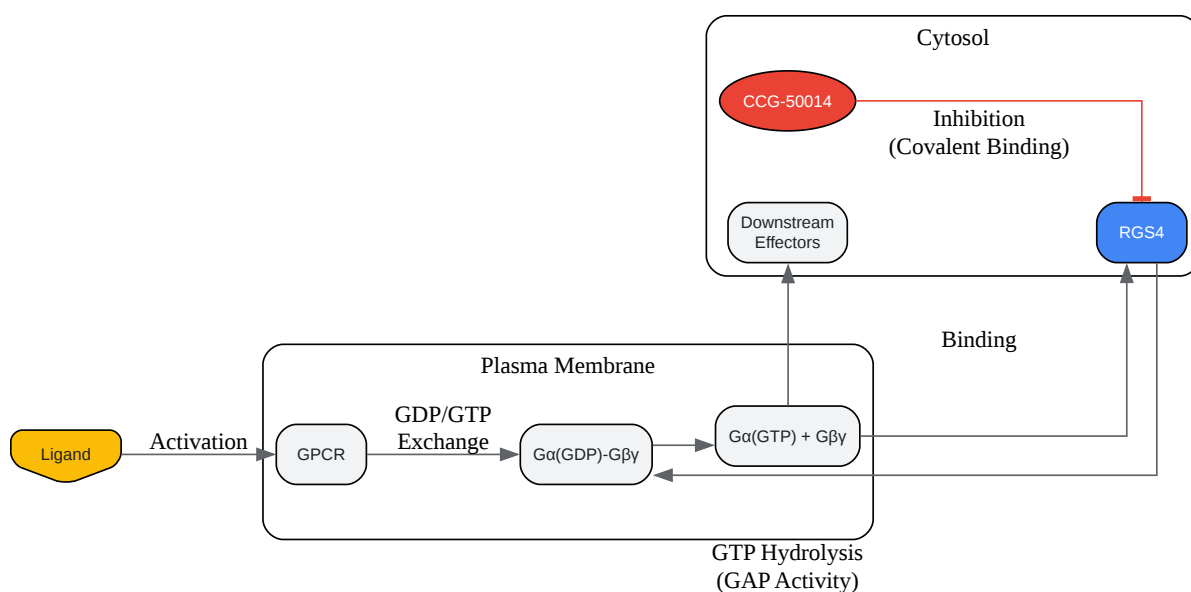 Cytosol
CCG-50014
Inhibition
(Covalent Binding)
Downstream
Effectors
RGS4
Binding
Plasma Membrane
GDP/GTP
Exchange
Activation
Ligand
GPCR
Gα(GDP)-Gβγ
Gα(GTP) + Gβγ
GTP Hydrolysis
(GAP Activity)